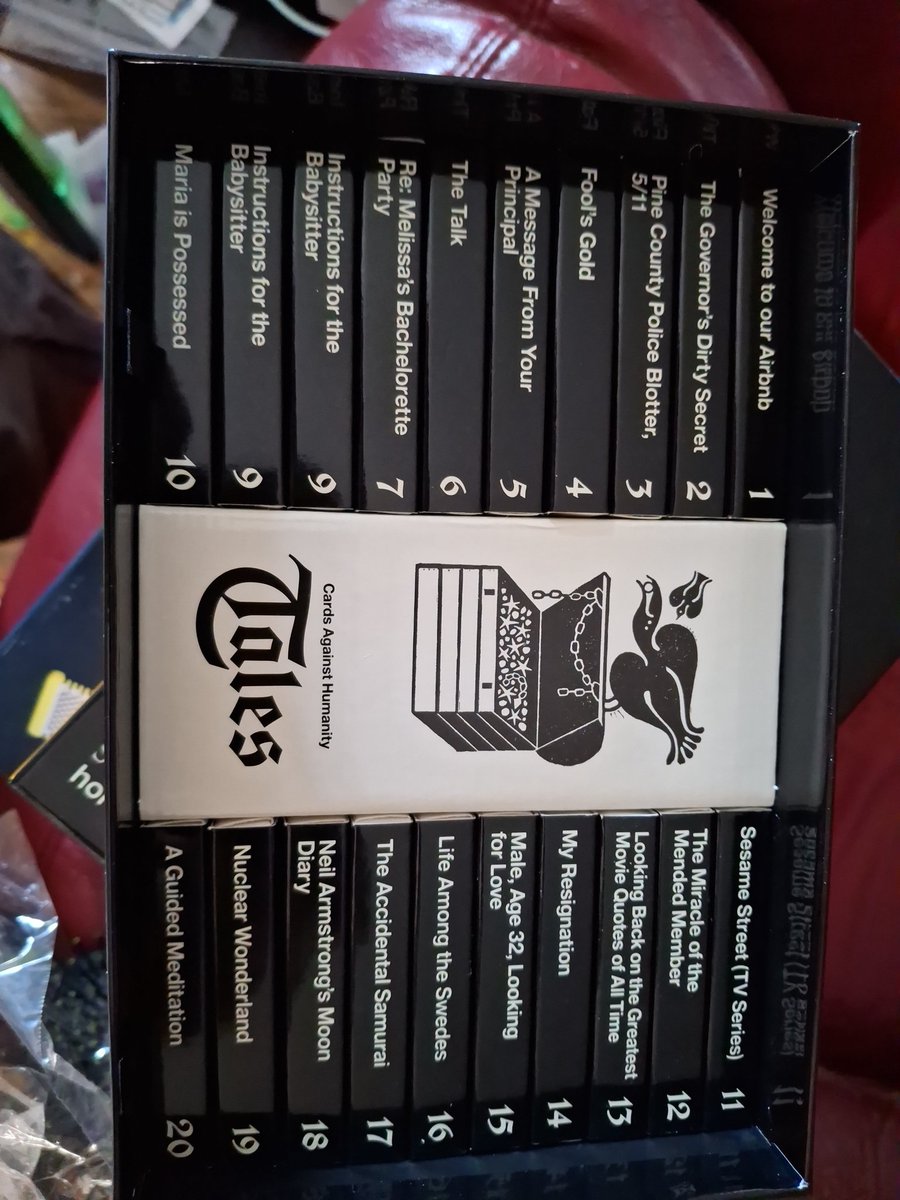 Welcome to our Airbnb 1
The Governor's Dirty Secret 2
Pine County Police Blotter,
5/11 3
Fool's Gold 4
A Message From Your
Principal 5
The Talk 6
Re: Melissa's Bachelorette
Party 7
Instructions for the
Babysitter 9
Instructions for the
Babysitter 9
Maria is Possessed 10
Cards Against Humanity
Tales
Sesame Street (TV Series) 11
The Miracle of the
Mended Member 12
Looking Back on the Greatest
Movie Quotes of All Time 13
My Resignation 14
Male, Age 32, Looking
for Love 15
Life Among the Swedes 16
The Accidental Samurai 17
Neil Armstrong's Moon
Diary 18
Nuclear Wonderland 19
A Guided Meditation 20